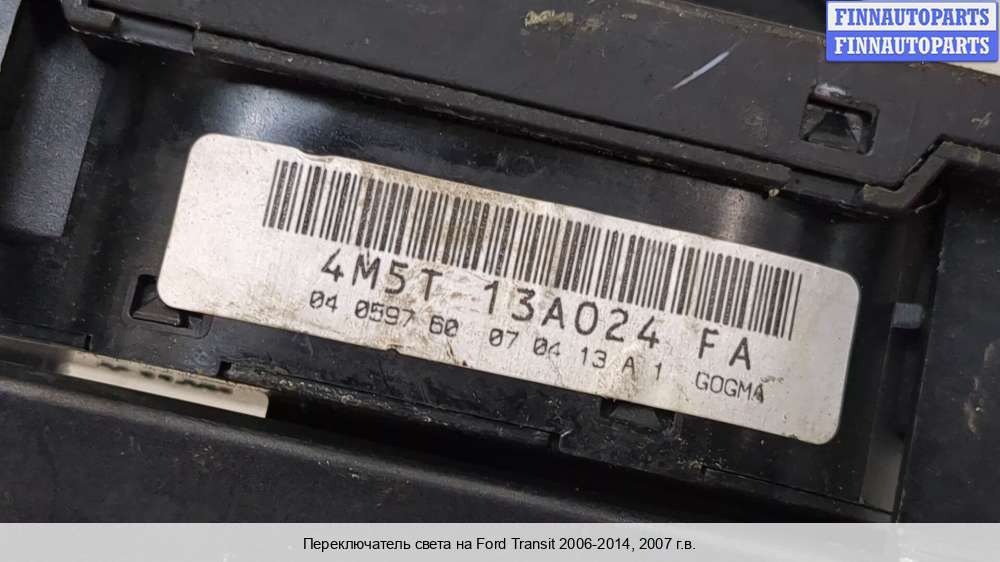 FINNAUTOPARTS
FINNAUTOPARTS
4M5T 13A024 FA
04 0597 60 07 04 13 A 1 GOGMA
Переключатель света на Ford Transit 2006-2014, 2007 г.в.